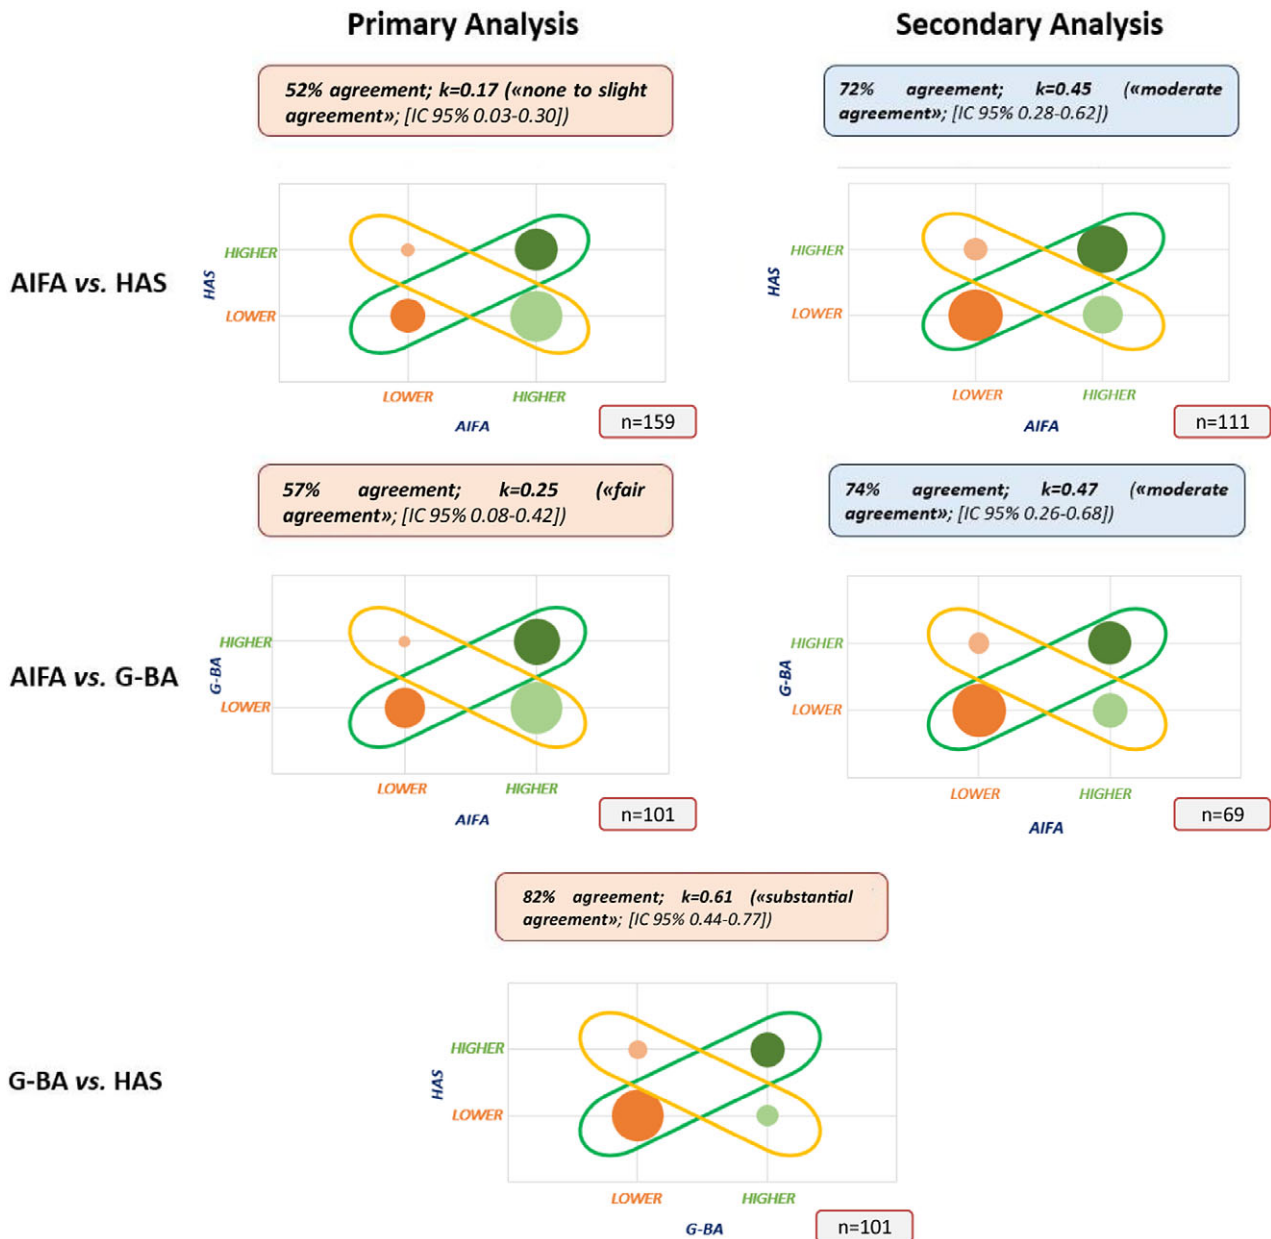 Primary Analysis
Secondary Analysis
52% agreement; k=0.17 («none to slight
agreement»; [IC 95% 0.03-0.30])
72% agreement; k=0.45 («moderate
agreement»; [IC 95% 0.28-0.62])
AIFA vs. HAS
HIGHER
HAS
LOWER
LOWER
HIGHER
AIFA
n=159
HIGHER
HAS
LOWER
LOWER
HIGHER
AIFA
n=111
57% agreement; k=0.25 («fair
agreement»; [IC 95% 0.08-0.42])
74% agreement; k=0.47 («moderate
agreement»; [IC 95% 0.26-0.68])
AIFA vs. G-BA
HIGHER
G-BA
LOWER
LOWER
HIGHER
AIFA
n=101
HIGHER
G-BA
LOWER
LOWER
HIGHER
AIFA
n=69
82% agreement; k=0.61 («substantial
agreement»; [IC 95% 0.44-0.77])
G-BA vs. HAS
HIGHER
HAS
LOWER
LOWER
HIGHER
G-BA
n=101